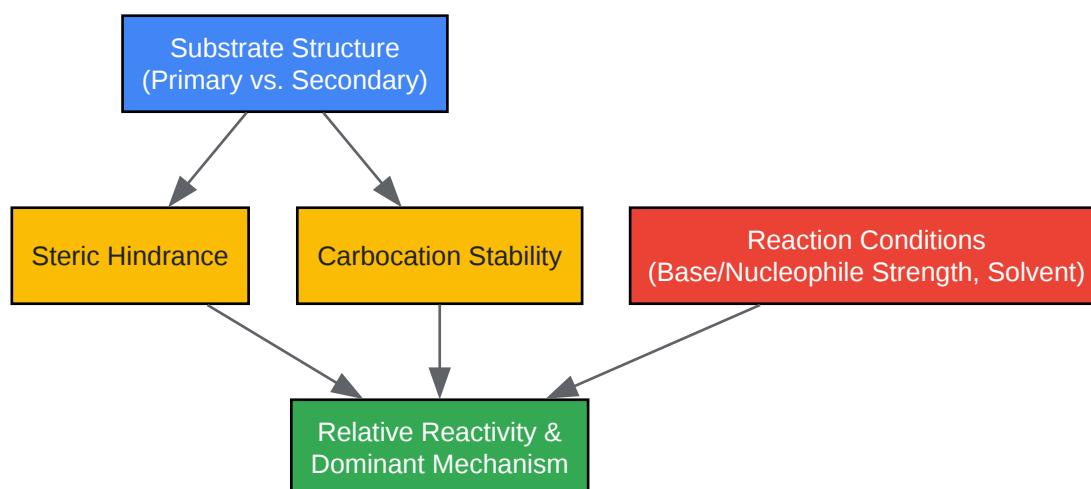 Substrate Structure
(Primary vs. Secondary)
Steric Hindrance
Carbocation Stability
Reaction Conditions
(Base/Nucleophile Strength, Solvent)
Relative Reactivity &
Dominant Mechanism